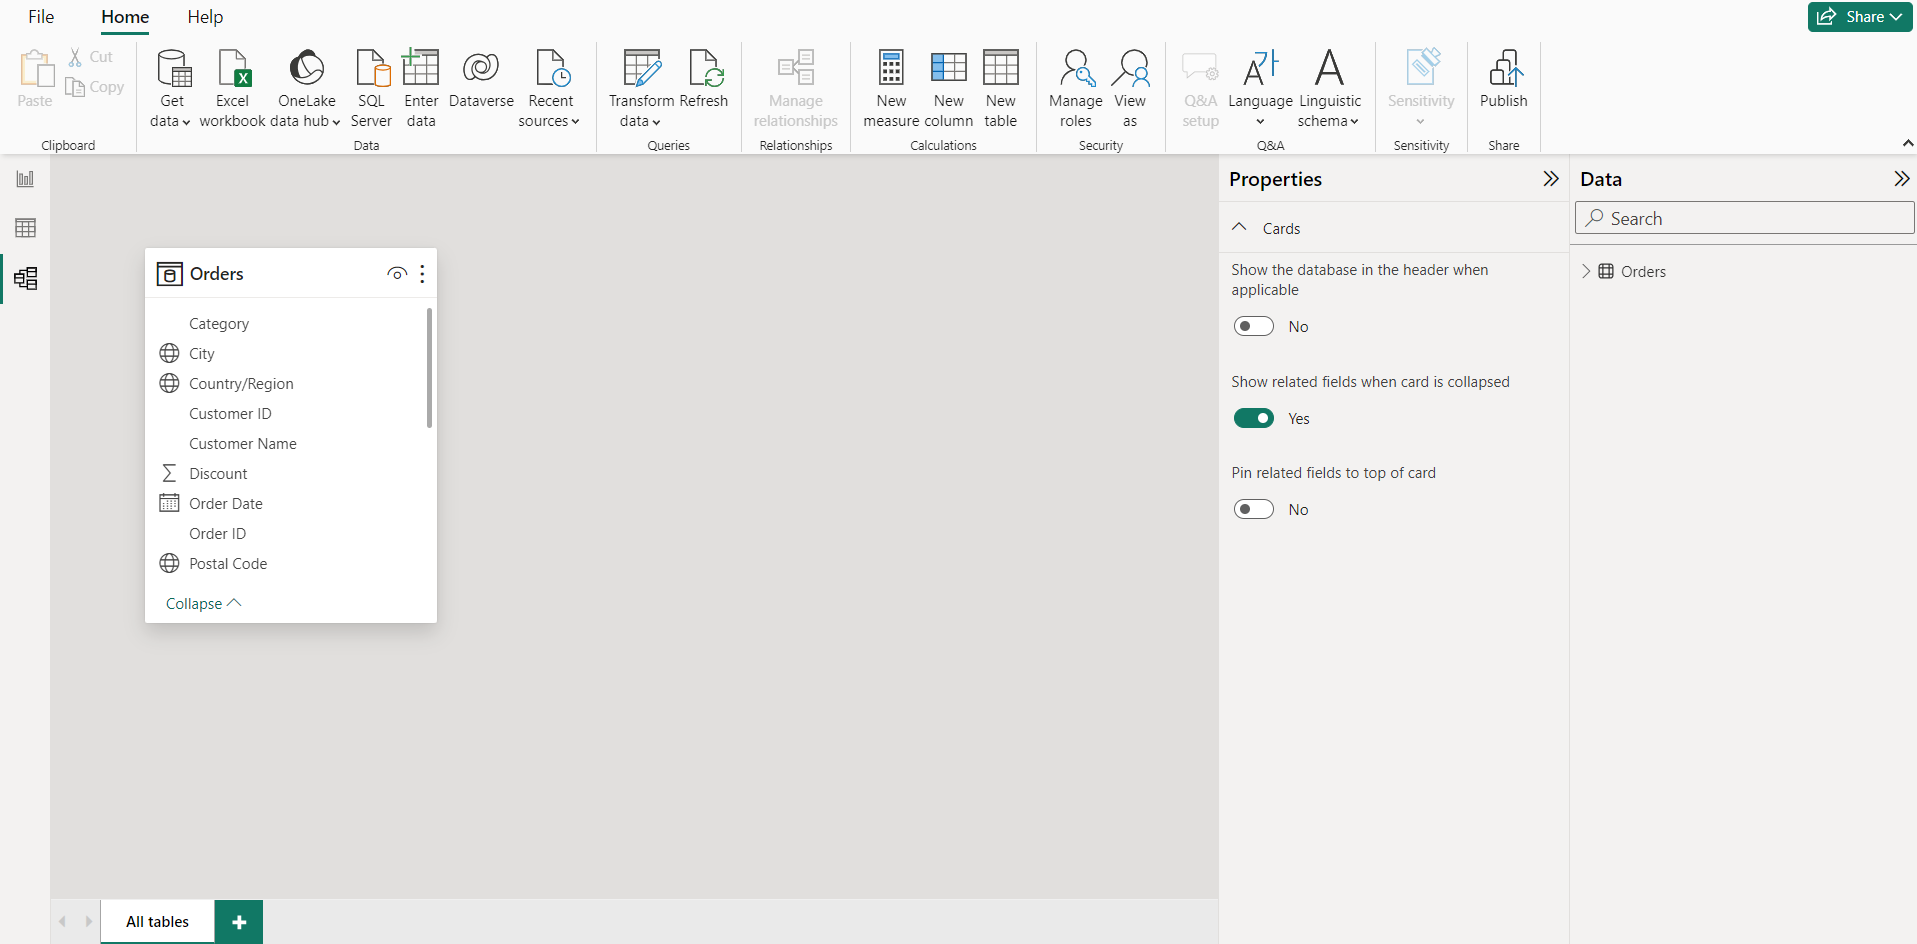 File
Home
Help
Share
Paste
Cut
Copy
Clipboard
Get
data
Excel
workbook
OneLake
data hub
SQL
Server
Enter
data
Dataverse
Recent
sources
Data
Transform
data
Refresh
Queries
Manage
relationships
Relationships
New
measure
New
column
New
table
Calculations
Manage
roles
View
as
Security
Q&A
setup
Language
Linguistic
schema
Q&A
Sensitivity
Sensitivity
Publish
Share
Orders
Category
City
Country/Region
Customer ID
Customer Name
Discount
Order Date
Order ID
Postal Code
Collapse
Properties
Cards
Show the database in the header when
applicable
No
Show related fields when card is collapsed
Yes
Pin related fields to top of card
No
Data
Search
Orders
All tables